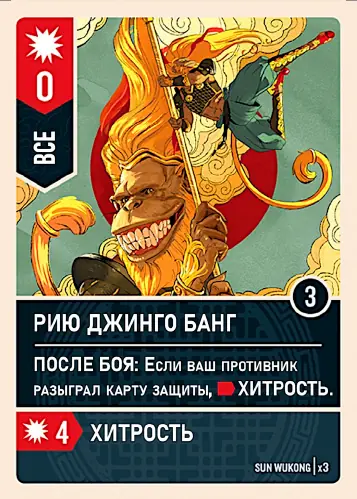 0
ВСЕ
3
РИЮ ДЖИНГО БАНГ
ПОСЛЕ БОЯ: Если ваш противник
разыграл карту защиты, ХИТРОСТЬ.
4 ХИТРОСТЬ
SUN WUKONG | x3